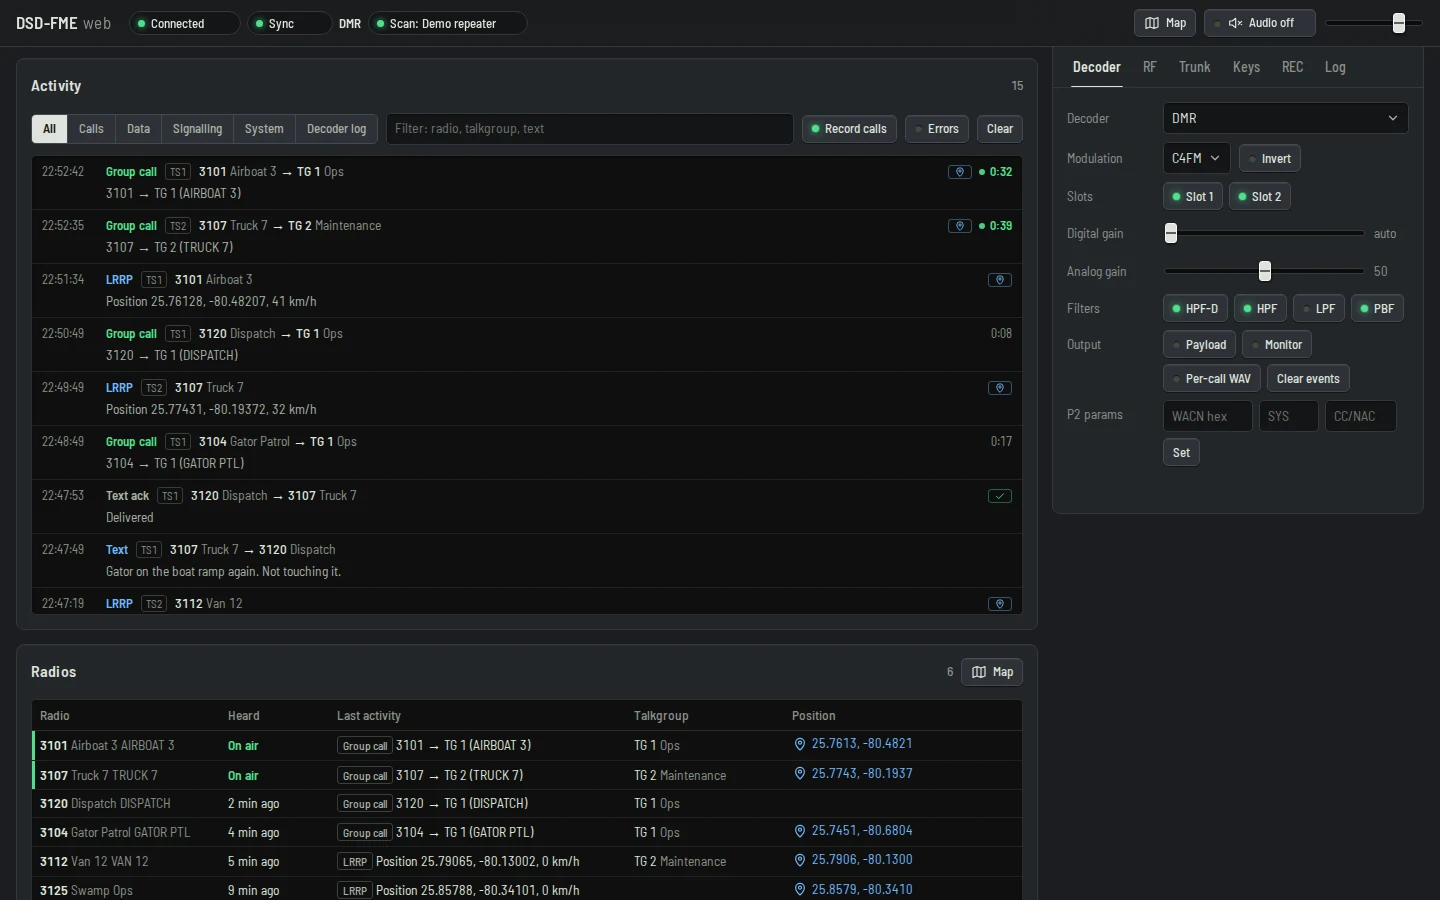 DSD-FME web Connected Sync DMR Scan: Demo repeater Map Audio off
Activity 15
All Calls Data Signalling System Decoder log Filter: radio, talkgroup, text Record calls Errors Clear
22:52:42 Group call TS1 3101 Airboat 3 → TG 1 Ops 0:32
3101 → TG 1 (AIRBOAT 3)
22:52:35 Group call TS2 3107 Truck 7 → TG 2 Maintenance 0:39
3107 → TG 2 (TRUCK 7)
22:51:34 LRRP TS1 3101 Airboat 3
Position 25.76128, -80.48207, 41 km/h
22:50:49 Group call TS1 3120 Dispatch → TG 1 Ops 0:08
3120 → TG 1 (DISPATCH)
22:49:49 LRRP TS2 3107 Truck 7
Position 25.77431, -80.19372, 32 km/h
22:48:49 Group call TS1 3104 Gator Patrol → TG 1 Ops 0:17
3104 → TG 1 (GATOR PTL)
22:47:53 Text ack TS1 3120 Dispatch → 3107 Truck 7
Delivered
22:47:49 Text TS1 3107 Truck 7 → 3120 Dispatch
Gator on the boat ramp again. Not touching it.
22:47:19 LRRP TS2 3112 Van 12
Radios 6 Map
Radio Heard Last activity Talkgroup Position
3101 Airboat 3 AIRBOAT 3 On air Group call 3101 → TG 1 (AIRBOAT 3) TG 1 Ops 25.7613, -80.4821
3107 Truck 7 TRUCK 7 On air Group call 3107 → TG 2 (TRUCK 7) TG 2 Maintenance 25.7743, -80.1937
3120 Dispatch DISPATCH 2 min ago Group call 3120 → TG 1 (DISPATCH) TG 1 Ops
3104 Gator Patrol GATOR PTL 4 min ago Group call 3104 → TG 1 (GATOR PTL) TG 1 Ops 25.7451, -80.6804
3112 Van 12 VAN 12 5 min ago LRRP Position 25.79065, -80.13002, 0 km/h TG 2 Maintenance 25.7906, -80.1300
3125 Swamp Ops 9 min ago LRRP Position 25.85788, -80.34101, 0 km/h 25.8579, -80.3410
Decoder RF Trunk Keys REC Log
Decoder DMR
Modulation C4FM Invert
Slots Slot 1 Slot 2
Digital gain auto
Analog gain 50
Filters HPF-D HPF LPF PBF
Output Payload Monitor
Per-call WAV Clear events
P2 params WACN hex SYS CC/NAC
Set